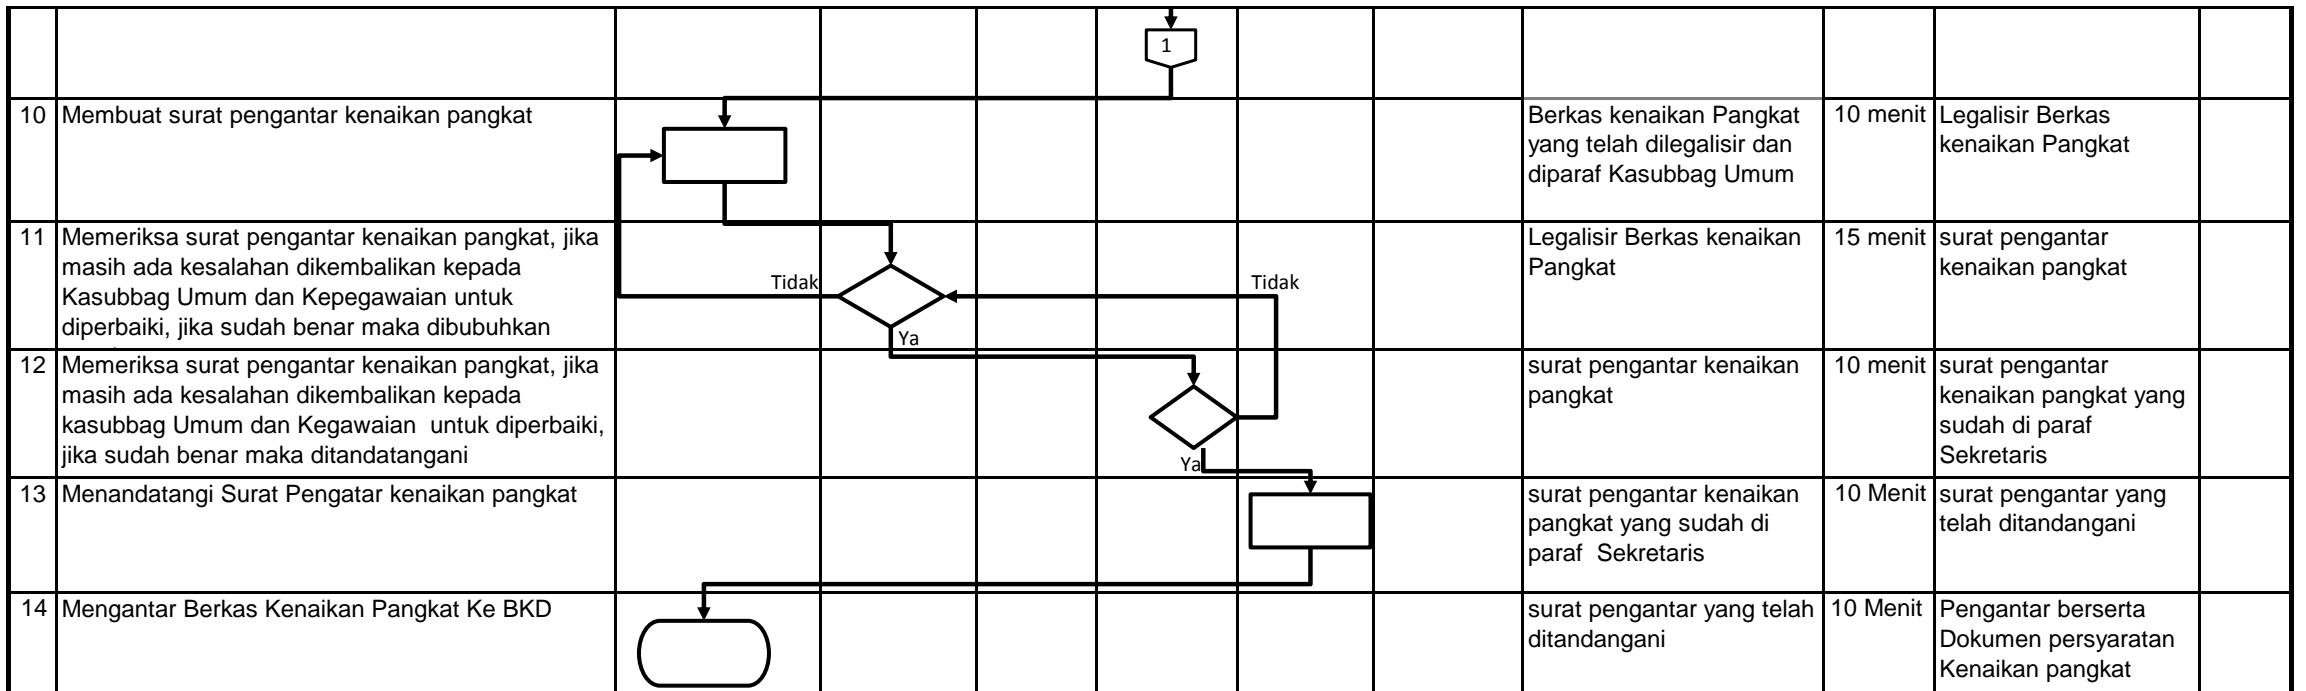 1
10
Membuat surat pengantar kenaikan pangkat
Berkas kenaikan Pangkat
yang telah dilegalisir dan
diparaf Kasubbag Umum
10 menit
Legalisir Berkas
kenaikan Pangkat
11
Memeriksa surat pengantar kenaikan pangkat, jika
masih ada kesalahan dikembalikan kepada
Kasubbag Umum dan Kepegawaian untuk
diperbaiki, jika sudah benar maka dibubuhkan
Tidak
Ya
Tidak
Legalisir Berkas kenaikan
Pangkat
15 menit
surat pengantar
kenaikan pangkat
12
Memeriksa surat pengantar kenaikan pangkat, jika
masih ada kesalahan dikembalikan kepada
kasubbag Umum dan Kegawaian  untuk diperbaiki,
jika sudah benar maka ditandatangani
Ya
surat pengantar kenaikan
pangkat
10 menit
surat pengantar
kenaikan pangkat yang
sudah di paraf
Sekretaris
13
Menandatangi Surat Pengatar kenaikan pangkat
surat pengantar kenaikan
pangkat yang sudah di
paraf  Sekretaris
10 Menit
surat pengantar yang
telah ditandangani
14
Mengantar Berkas Kenaikan Pangkat Ke BKD
surat pengantar yang telah
ditandangani
10 Menit
Pengantar berserta
Dokumen persyaratan
Kenaikan pangkat